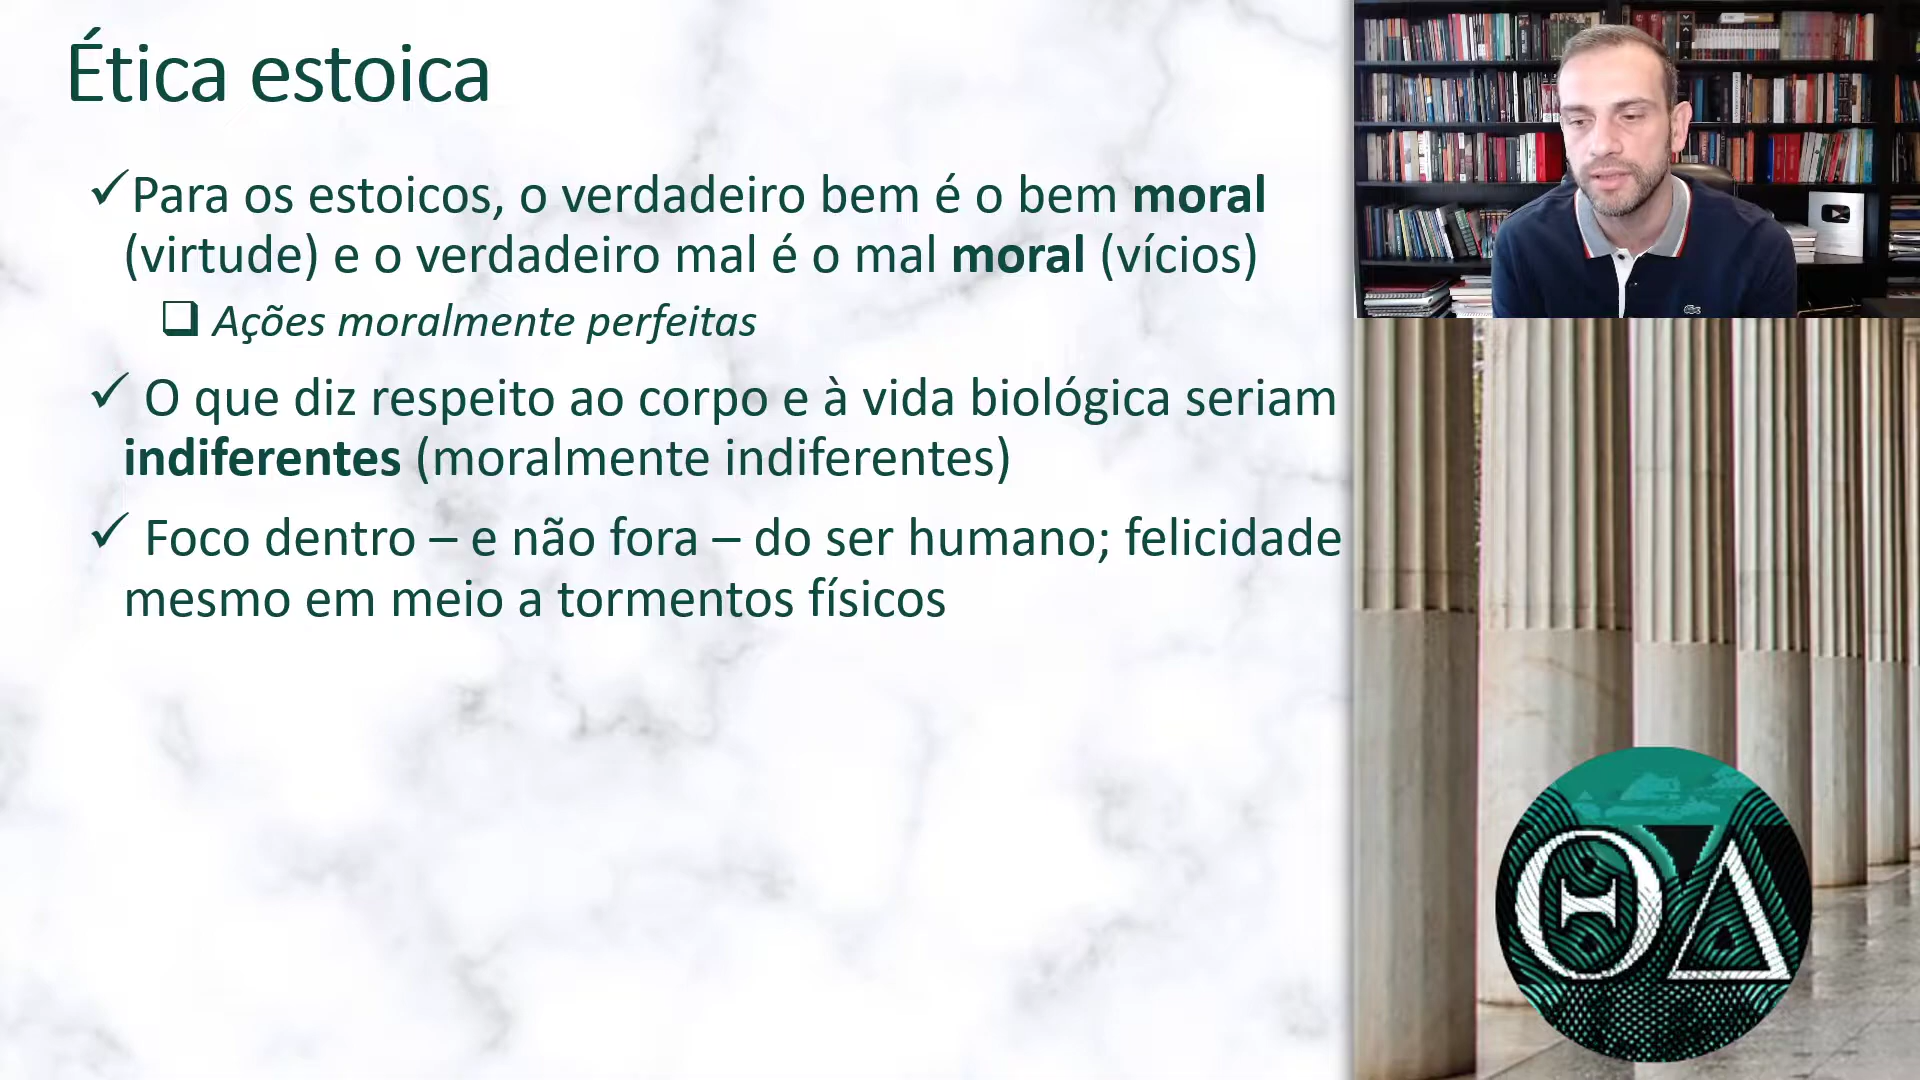 Ética estoica
✓Para os estoicos, o verdadeiro bem é o bem moral
(virtude) e o verdadeiro mal é o mal moral (vícios)
❑ Ações moralmente perfeitas
✓ O que diz respeito ao corpo e à vida biológica seriam
indiferentes (moralmente indiferentes)
✓ Foco dentro – e não fora – do ser humano; felicidade
mesmo em meio a tormentos físicos
ΘΔ